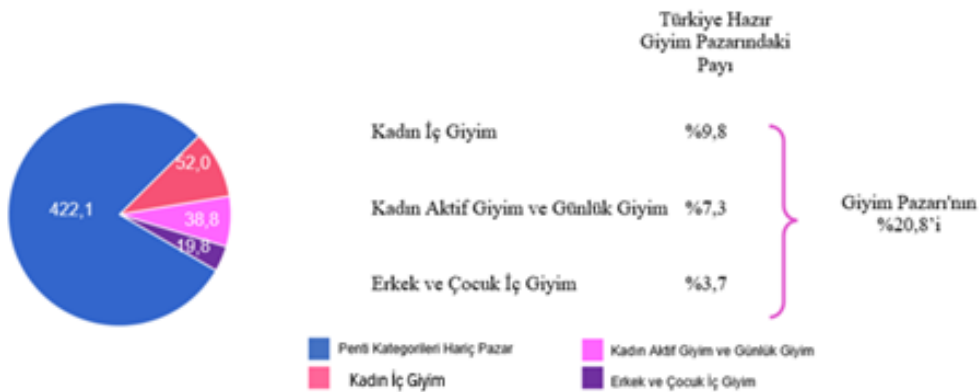 Türkiye Hazır
Giyim Pazarındaki
Payı
422,1
52,0
38,8
19,8
Kadın İç Giyim %9,8
Kadın Aktif Giyim ve Günlük Giyim %7,3
Erkek ve Çocuk İç Giyim %3,7
Giyim Pazarı'nın
%20,8’i
Penti Kategorileri Hariç Pazar
Kadın Aktif Giyim ve Günlük Giyim
Kadın İç Giyim
Erkek ve Çocuk İç Giyim